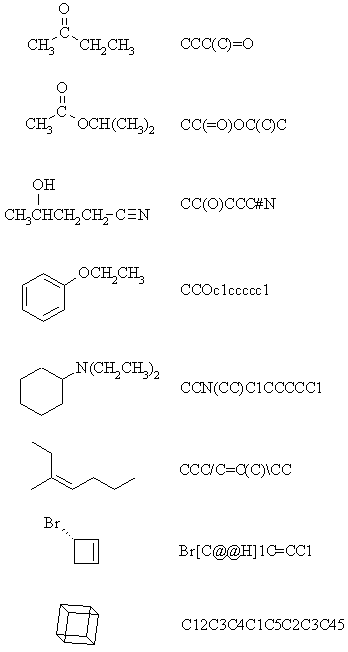 O
CH₃ C CH₂CH₃ CCC(C)=O
O
CH₃ C OCH(CH₃)₂ CC(=O)OC(C)C
OH
CH₃CHCH₂CH₂–C≡N CC(O)CCC#N
OCH₂CH₃
CCOc1ccccc1
N(CH₂CH₃)₂
CCN(CC)C1CCCCC1
CCC/C=C(C)\CC
Br
Br[C@@H]1C=CC1
C12C3C4C1C5C2C3C45